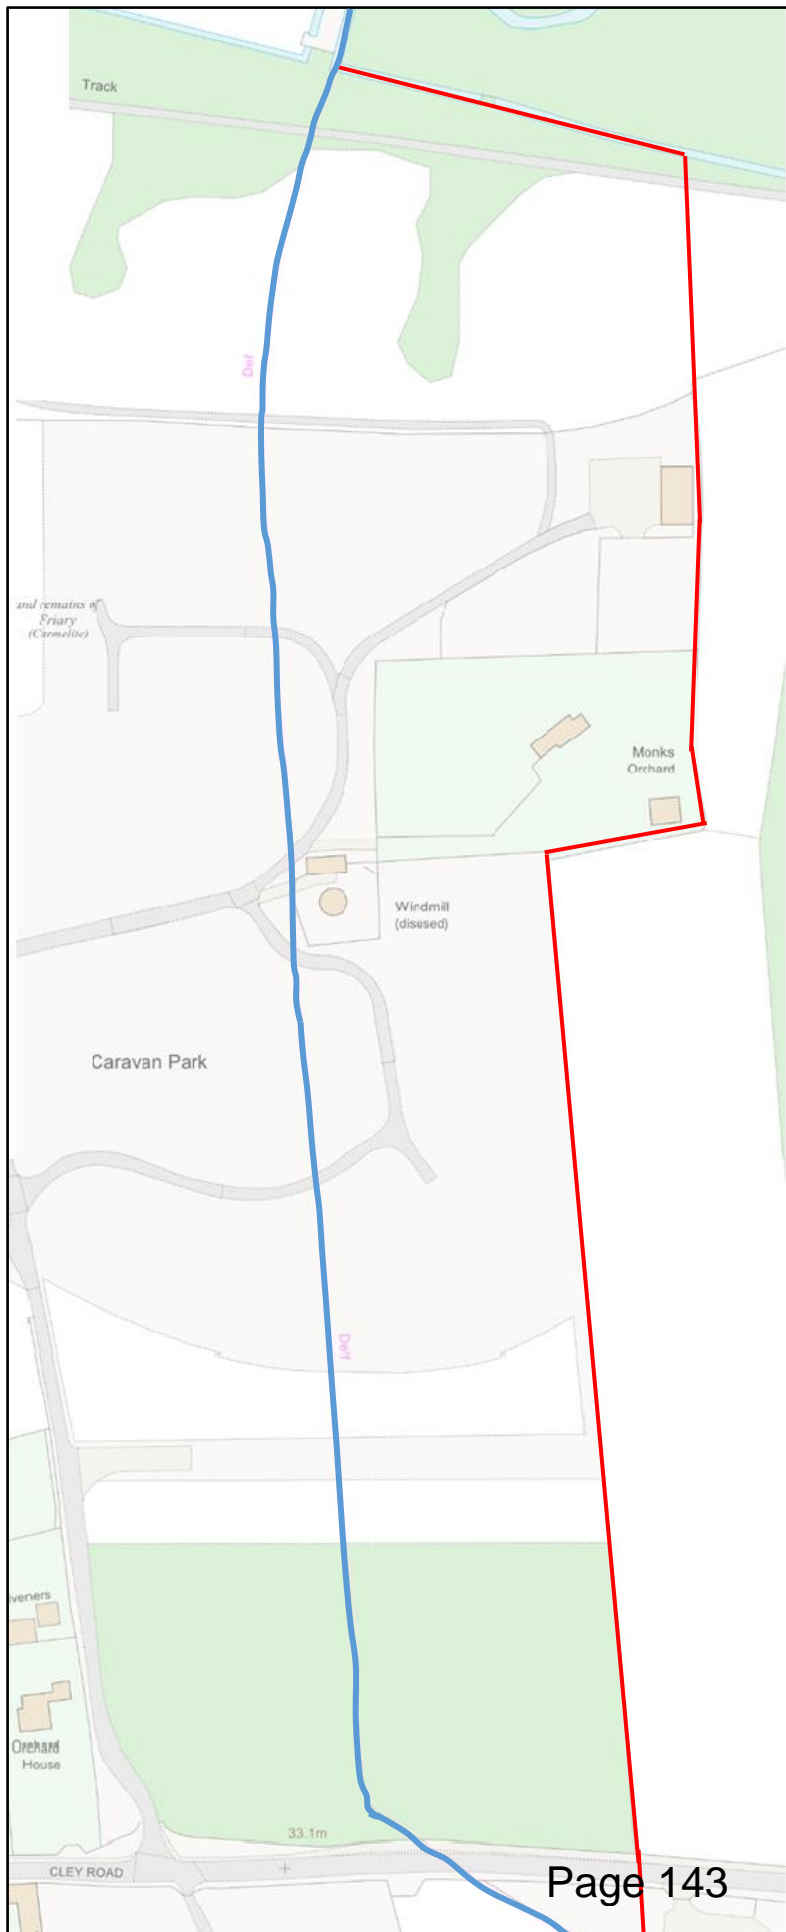 Track
Def
and remains of
Friary
(Carmelite)
Monks
Orchard
Windmill
(disused)
Caravan Park
Def
iveners
Orchard
House
33.1m
CLEY ROAD
Page 143